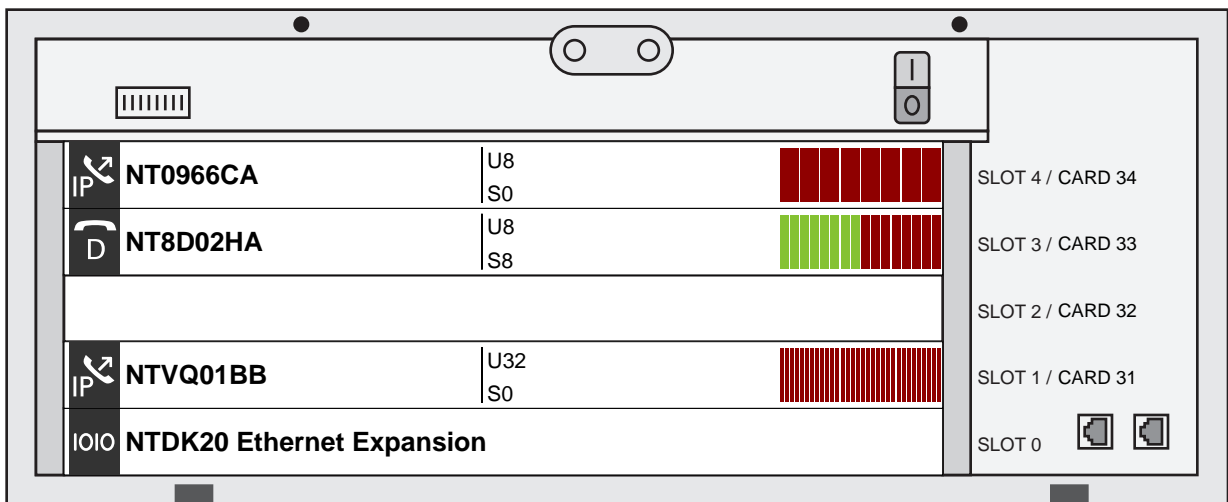 I
O
IP NT0966CA U8 SLOT 4 / CARD 34
S0
D NT8D02HA U8 SLOT 3 / CARD 33
S8
SLOT 2 / CARD 32
IP NTVQ01BB U32 SLOT 1 / CARD 31
S0
IOIO NTDK20 Ethernet Expansion SLOT 0